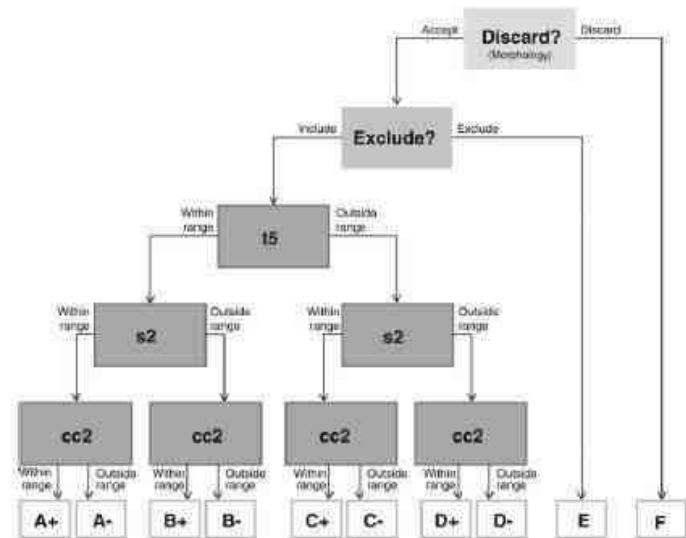 Discard?
Accept
Discard
(Morphology)
Include
Exclude?
Exclude
Within range
t5
Outside range
Within range
s2
Outside range
Within range
s2
Outside range
cc2
cc2
cc2
cc2
Within range
Outside range
Within range
Outside range
Within range
Outside range
Within range
Outside range
A+
A-
B+
B-
C+
C-
D+
D-
E
F